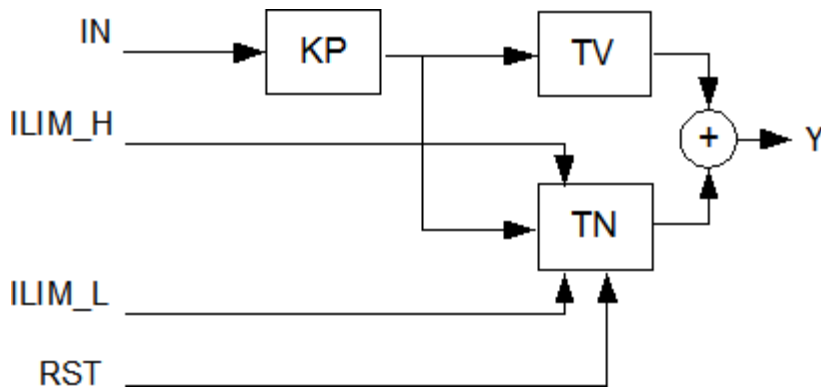 IN
KP
TV
ILIM_H
+
Y
TN
ILIM_L
RST